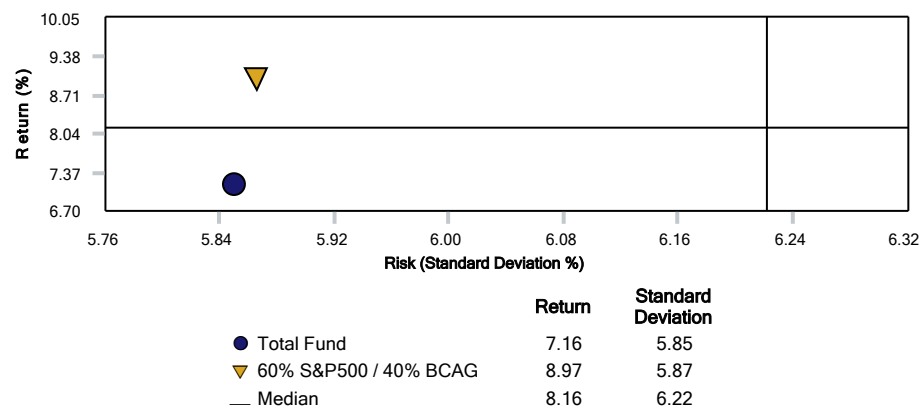 10.05
9.38
8.71
8.04
7.37
6.70
Return (%)
5.76 5.84 5.92 6.00 6.08 6.16 6.24 6.32
Risk (Standard Deviation %)
Return Standard Deviation
Total Fund 7.16 5.85
60% S&P500 / 40% BCAG 8.97 5.87
Median 8.16 6.22